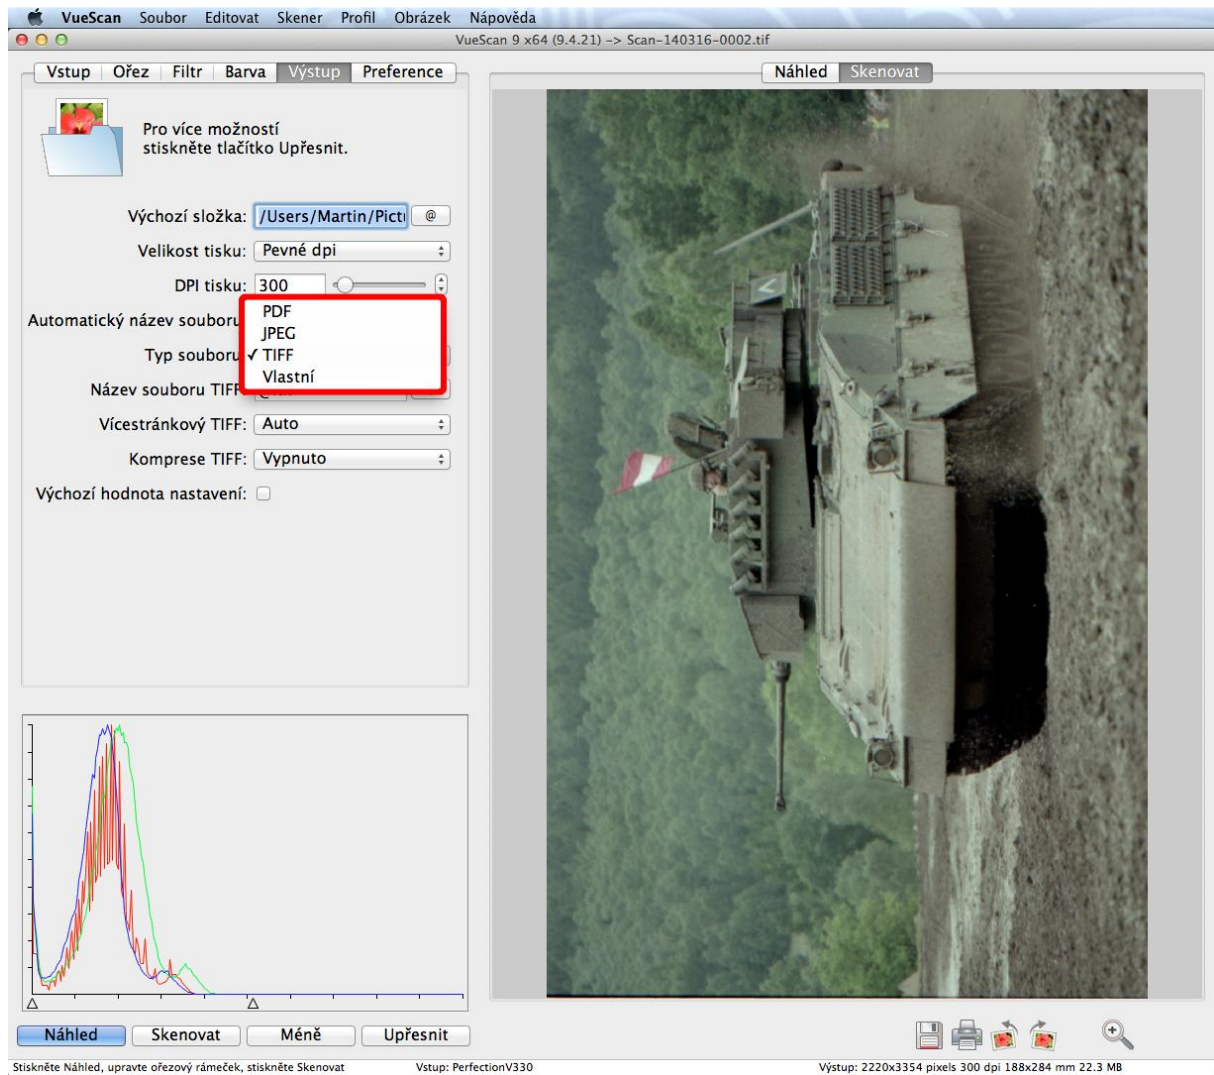 VueScan Soubor Editovat Skener Profil Obrázek Nápověda
VueScan 9 x64 (9.4.21) -> Scan-140316-0002.tif
Vstup Ořez Filtr Barva Výstup Preference
Náhled Skenovat
Pro více možností
stiskněte tlačítko Upřesnit.
Výchozí složka: /Users/Martin/Pictu @
Velikost tisku: Pevné dpi
DPI tisku: 300
PDF
Automatický název souboru
JPEG
Typ souboru ✓ TIFF
Vlastní
Název souboru TIFF
Vícestránkový TIFF: Auto
Komprese TIFF: Vypnuto
Výchozí hodnota nastavení:
Náhled Skenovat Méně Upřesnit
Stiskněte Náhled, upravte ořezový rámeček, stiskněte Skenovat Vstup: PerfectionV330 Výstup: 2220x3354 pixels 300 dpi 188x284 mm 22.3 MB